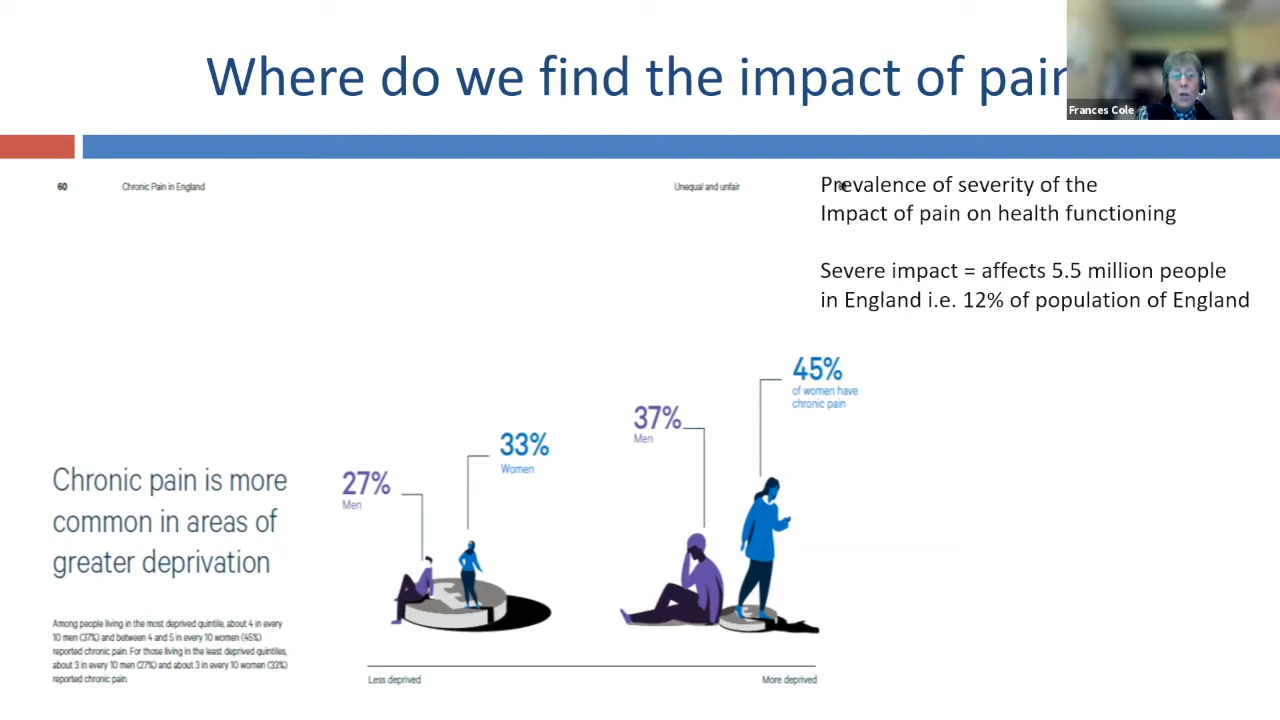 Where do we find the impact of pain
Frances Cole
60
Chronic Pain in England
Unequal and unfair
Prevalence of severity of the
Impact of pain on health functioning
Severe impact = affects 5.5 million people
in England i.e. 12% of population of England
45%
of women have
chronic pain
37%
Men
33%
Women
27%
Men
Chronic pain is more
common in areas of
greater deprivation
Among people living in the most deprived quintile, about 4 in every
10 men (37%) and between 4 and 5 in every 10 women (45%)
reported chronic pain. For those living in the least deprived quintiles,
about 3 in every 10 men (27%) and about 3 in every 10 women (33%)
reported chronic pain.
Less deprived
More deprived